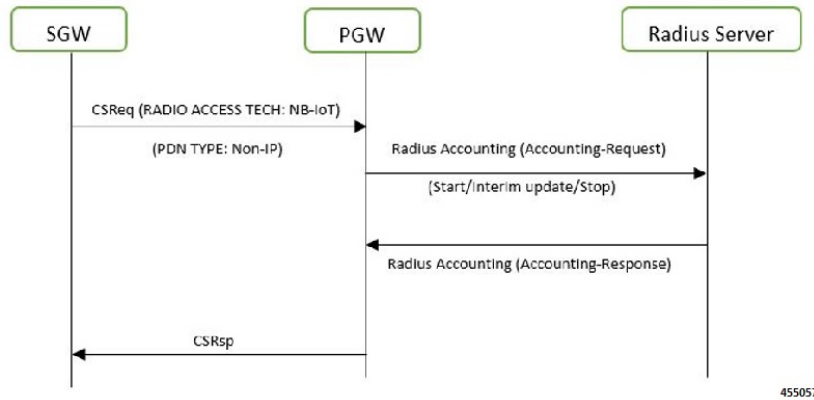 SGW
PGW
Radius Server
CSReq (RADIO ACCESS TECH: NB-IoT)
(PDN TYPE: Non-IP)
Radius Accounting (Accounting-Request)
(Start/Interim update/Stop)
Radius Accounting (Accounting-Response)
CSRsp
455057